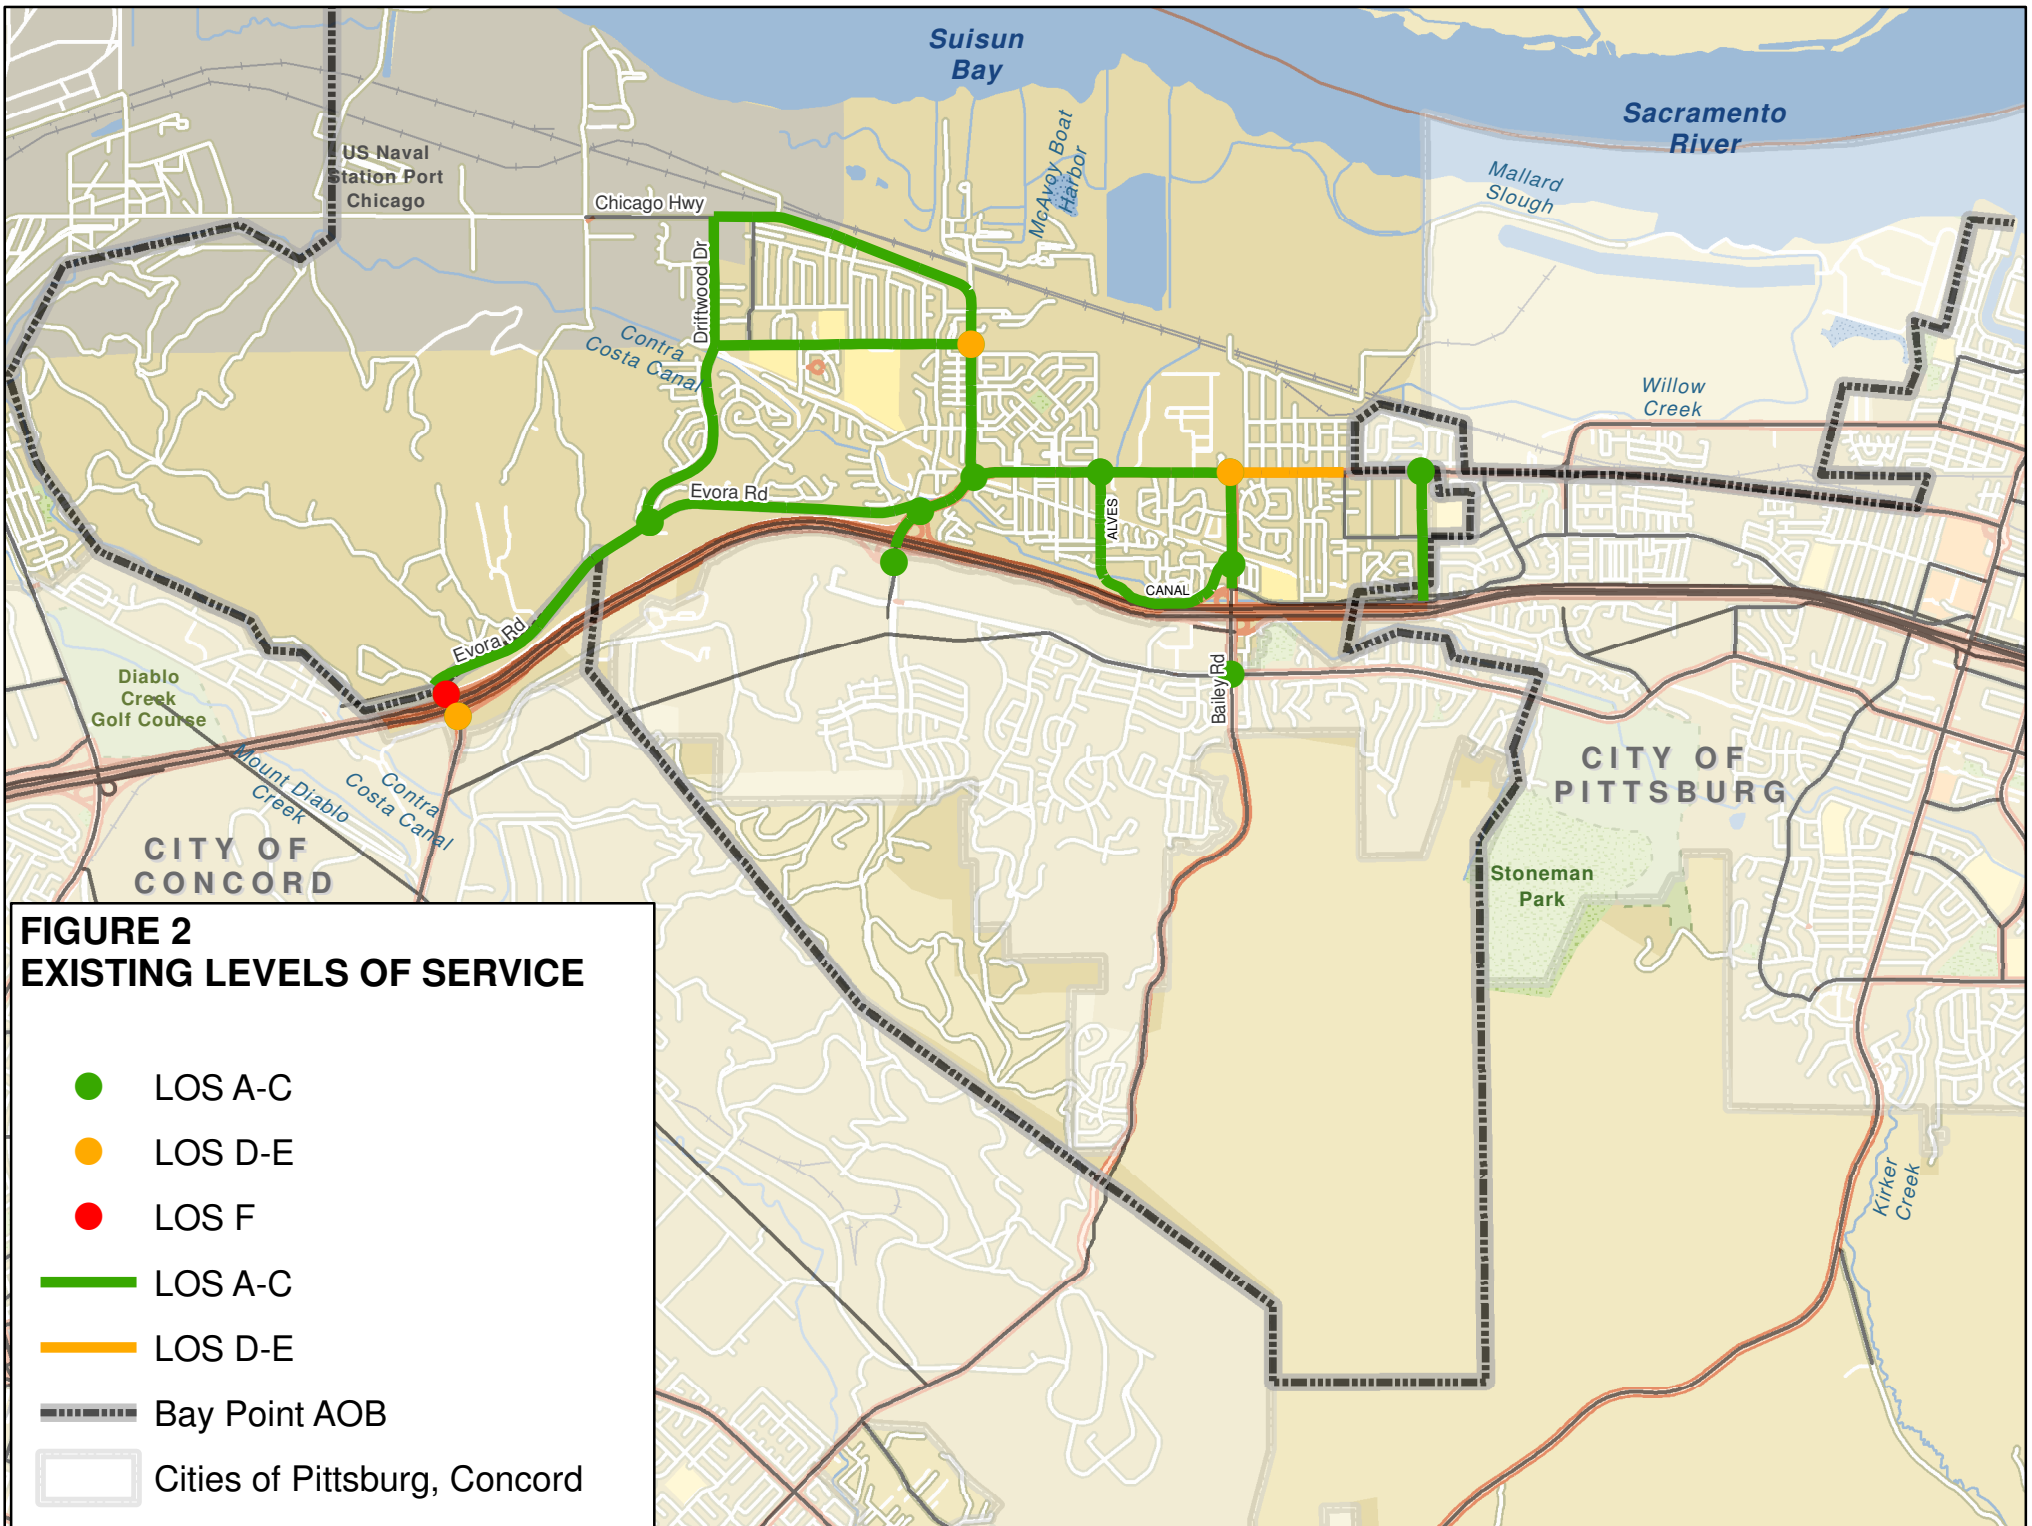 Suisun
Bay
Sacramento
River
Mallard
Slough
McAvoy Boat
Harbor
US Naval
Station Port
Chicago
Chicago Hwy
Driftwood Dr
Contra
Costa Canal
Willow
Creek
Evora Rd
ALVES
CANAL
Evora Rd
Bailey Rd
Diablo
Creek
Golf Course
Mount Diablo
Creek
Contra
Costa Canal
CITY OF
PITTSBURG
CITY OF
CONCORD
Stoneman
Park
Kirker
Creek
FIGURE 2
EXISTING LEVELS OF SERVICE
LOS A-C
LOS D-E
LOS F
LOS A-C
LOS D-E
Bay Point AOB
Cities of Pittsburg, Concord